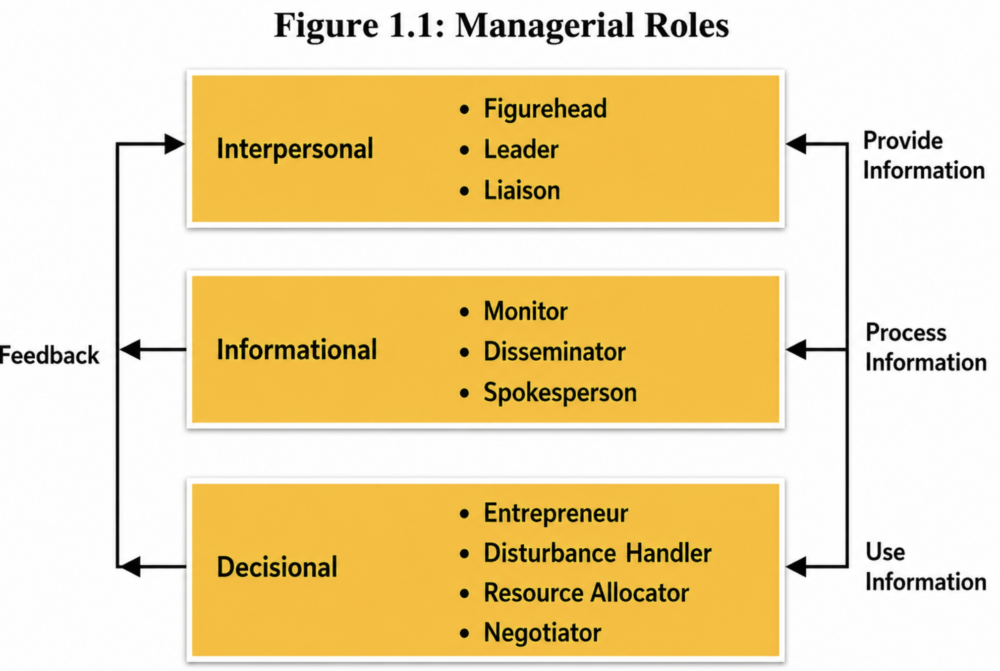 Figure 1.1: Managerial Roles
Interpersonal
• Figurehead
• Leader
• Liaison
Provide
Information
Feedback
Informational
• Monitor
• Disseminator
• Spokesperson
Process
Information
Decisional
• Entrepreneur
• Disturbance Handler
• Resource Allocator
• Negotiator
Use
Information